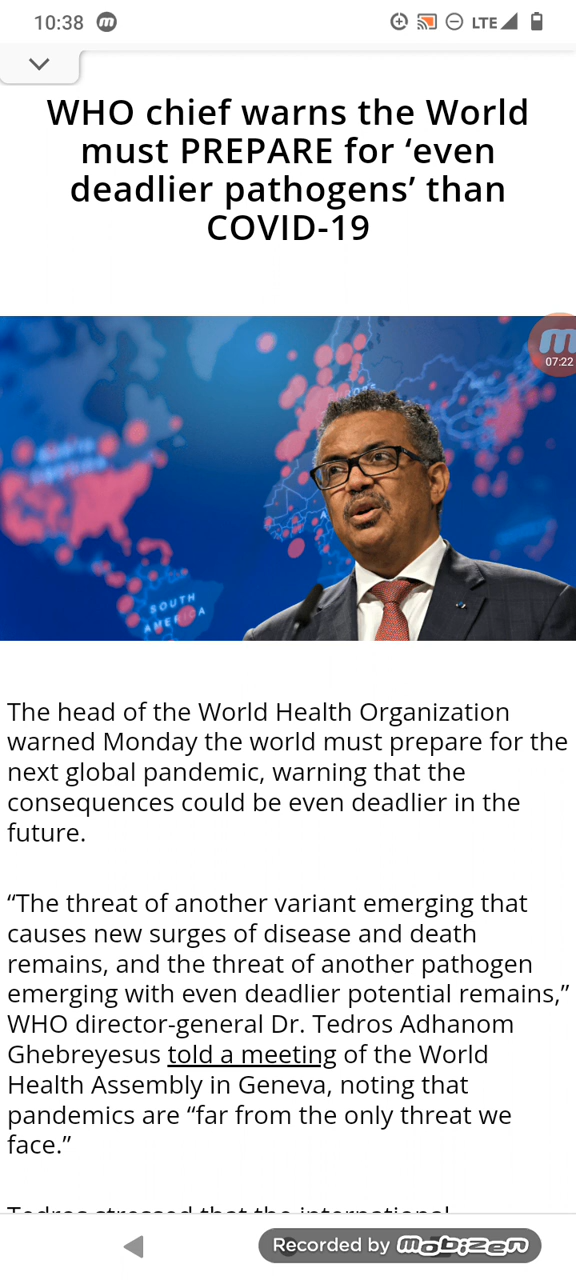 10:38
LTE
WHO chief warns the World
must PREPARE for ‘even
deadlier pathogens’ than
COVID-19
07:22
SOUTH
AMERICA
The head of the World Health Organization
warned Monday the world must prepare for the
next global pandemic, warning that the
consequences could be even deadlier in the
future.
“The threat of another variant emerging that
causes new surges of disease and death
remains, and the threat of another pathogen
emerging with even deadlier potential remains,”
WHO director-general Dr. Tedros Adhanom
Ghebreyesus told a meeting of the World
Health Assembly in Geneva, noting that
pandemics are “far from the only threat we
face.”
Tedros stressed that the international
Recorded by mobizen